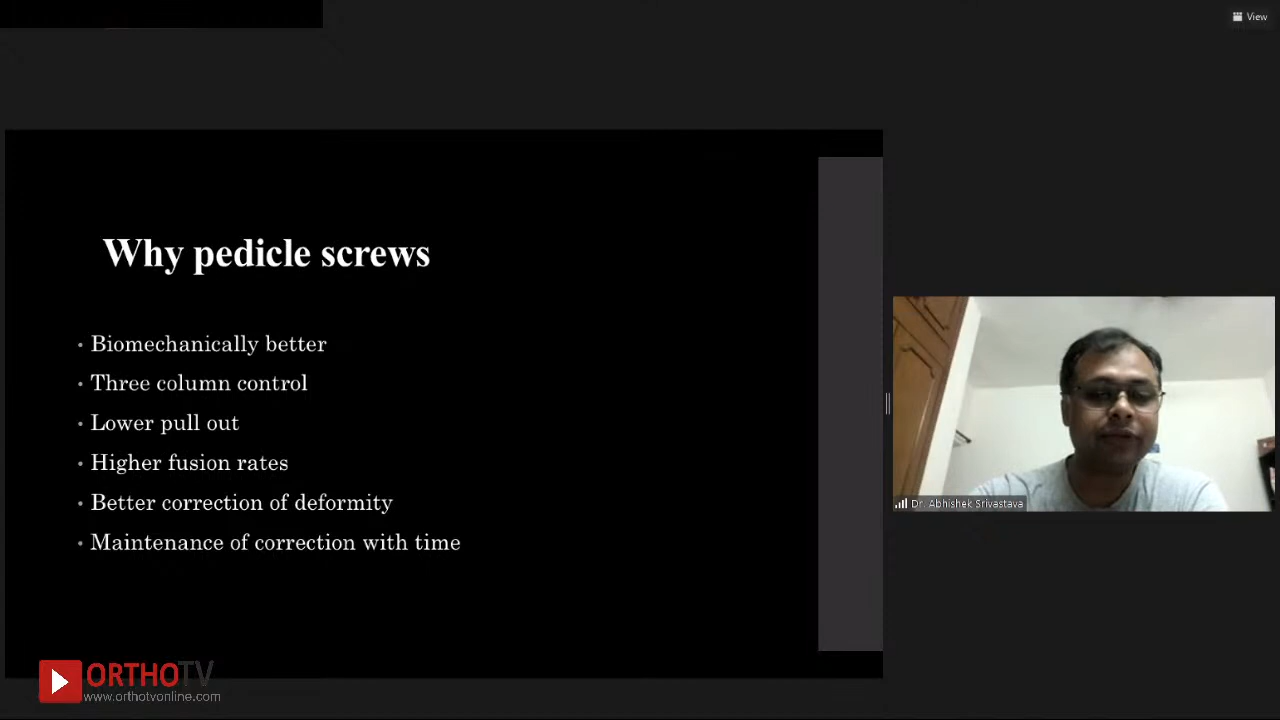 View
Why pedicle screws
• Biomechanically better
• Three column control
• Lower pull out
• Higher fusion rates
• Better correction of deformity
• Maintenance of correction with time
Dr. Abhishek Srivastava
ORTHOTV
www.orthotvonline.com